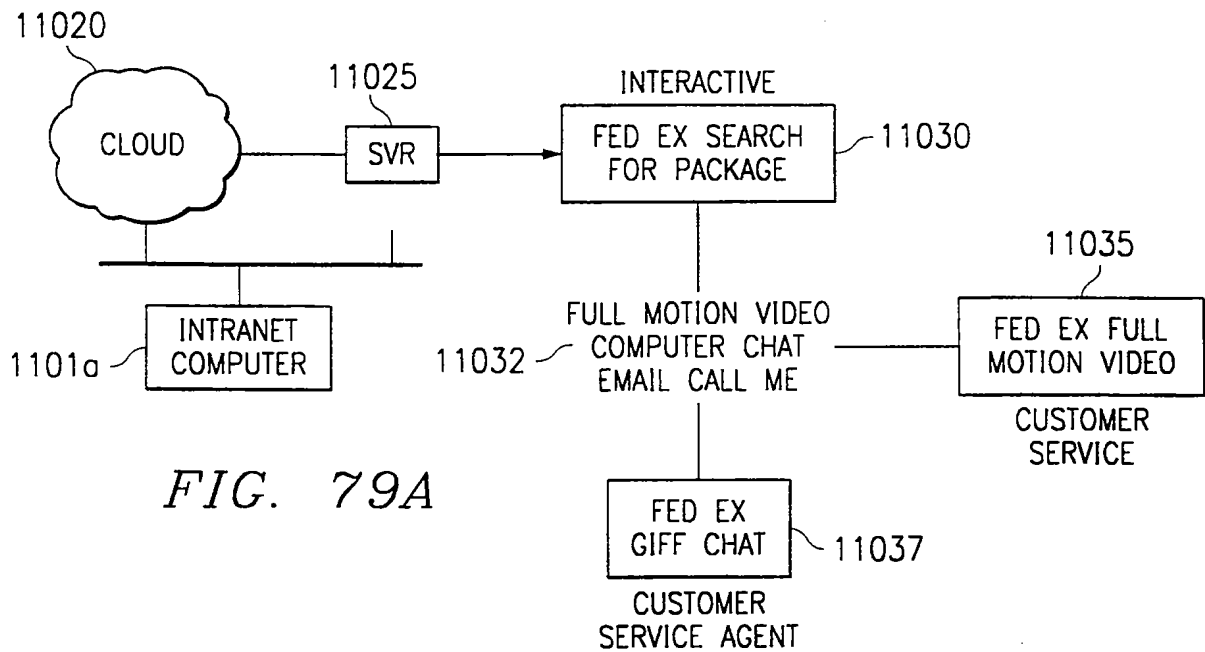 11020
CLOUD
11025
SVR
INTERACTIVE
FED EX SEARCH
FOR PACKAGE
11030
INTRANET
COMPUTER
1101a
FULL MOTION VIDEO
COMPUTER CHAT
EMAIL CALL ME
11032
11035
FED EX FULL
MOTION VIDEO
CUSTOMER
SERVICE
FED EX
GIFF CHAT
11037
CUSTOMER
SERVICE AGENT
FIG. 79A